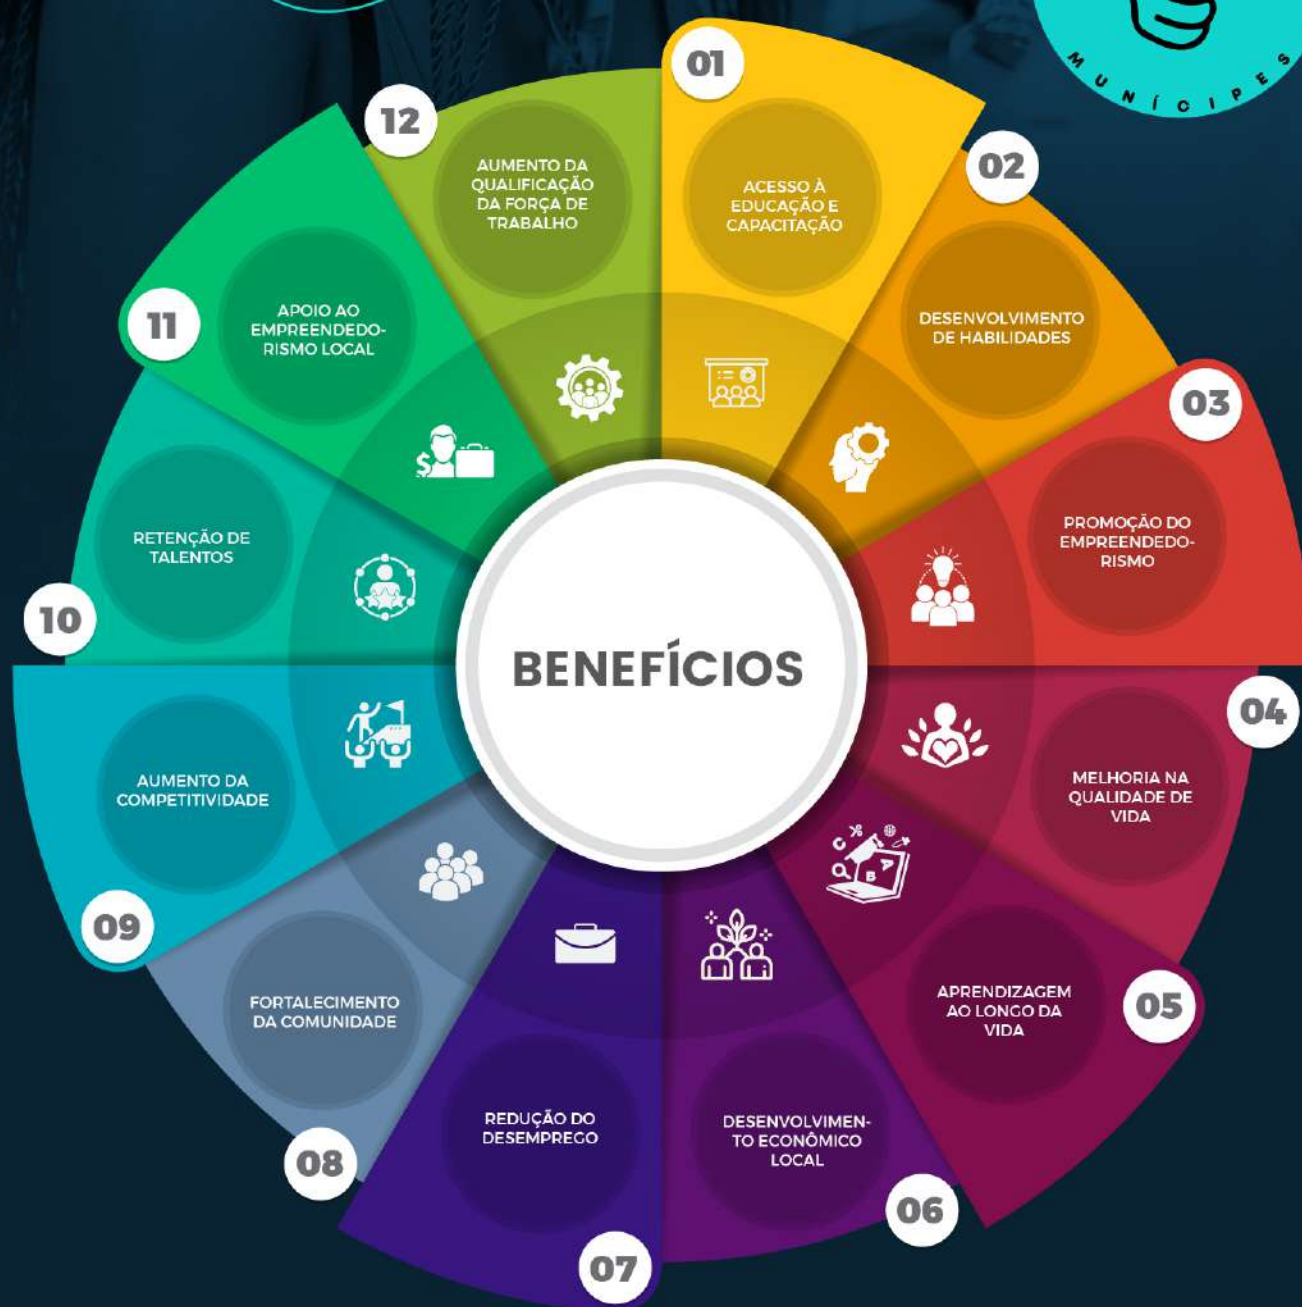 MUNÍCIPES
01
ACESSO À
EDUCAÇÃO E
CAPACITAÇÃO
02
DESENVOLVIMENTO
DE HABILIDADES
03
PROMOÇÃO DO
EMPREENDEDO-
RISMO
04
MELHORIA NA
QUALIDADE DE
VIDA
05
APRENDIZAGEM
AO LONGO DA
VIDA
06
DESENVOLVIMEN-
TO ECONÔMICO
LOCAL
07
REDUÇÃO DO
DESEMPREGO
08
FORTALECIMENTO
DA COMUNIDADE
09
AUMENTO DA
COMPETITIVIDADE
10
RETENÇÃO DE
TALENTOS
11
APOIO AO
EMPREENDEDO-
RISMO LOCAL
12
AUMENTO DA
QUALIFICAÇÃO
DA FORÇA DE
TRABALHO
BENEFÍCIOS